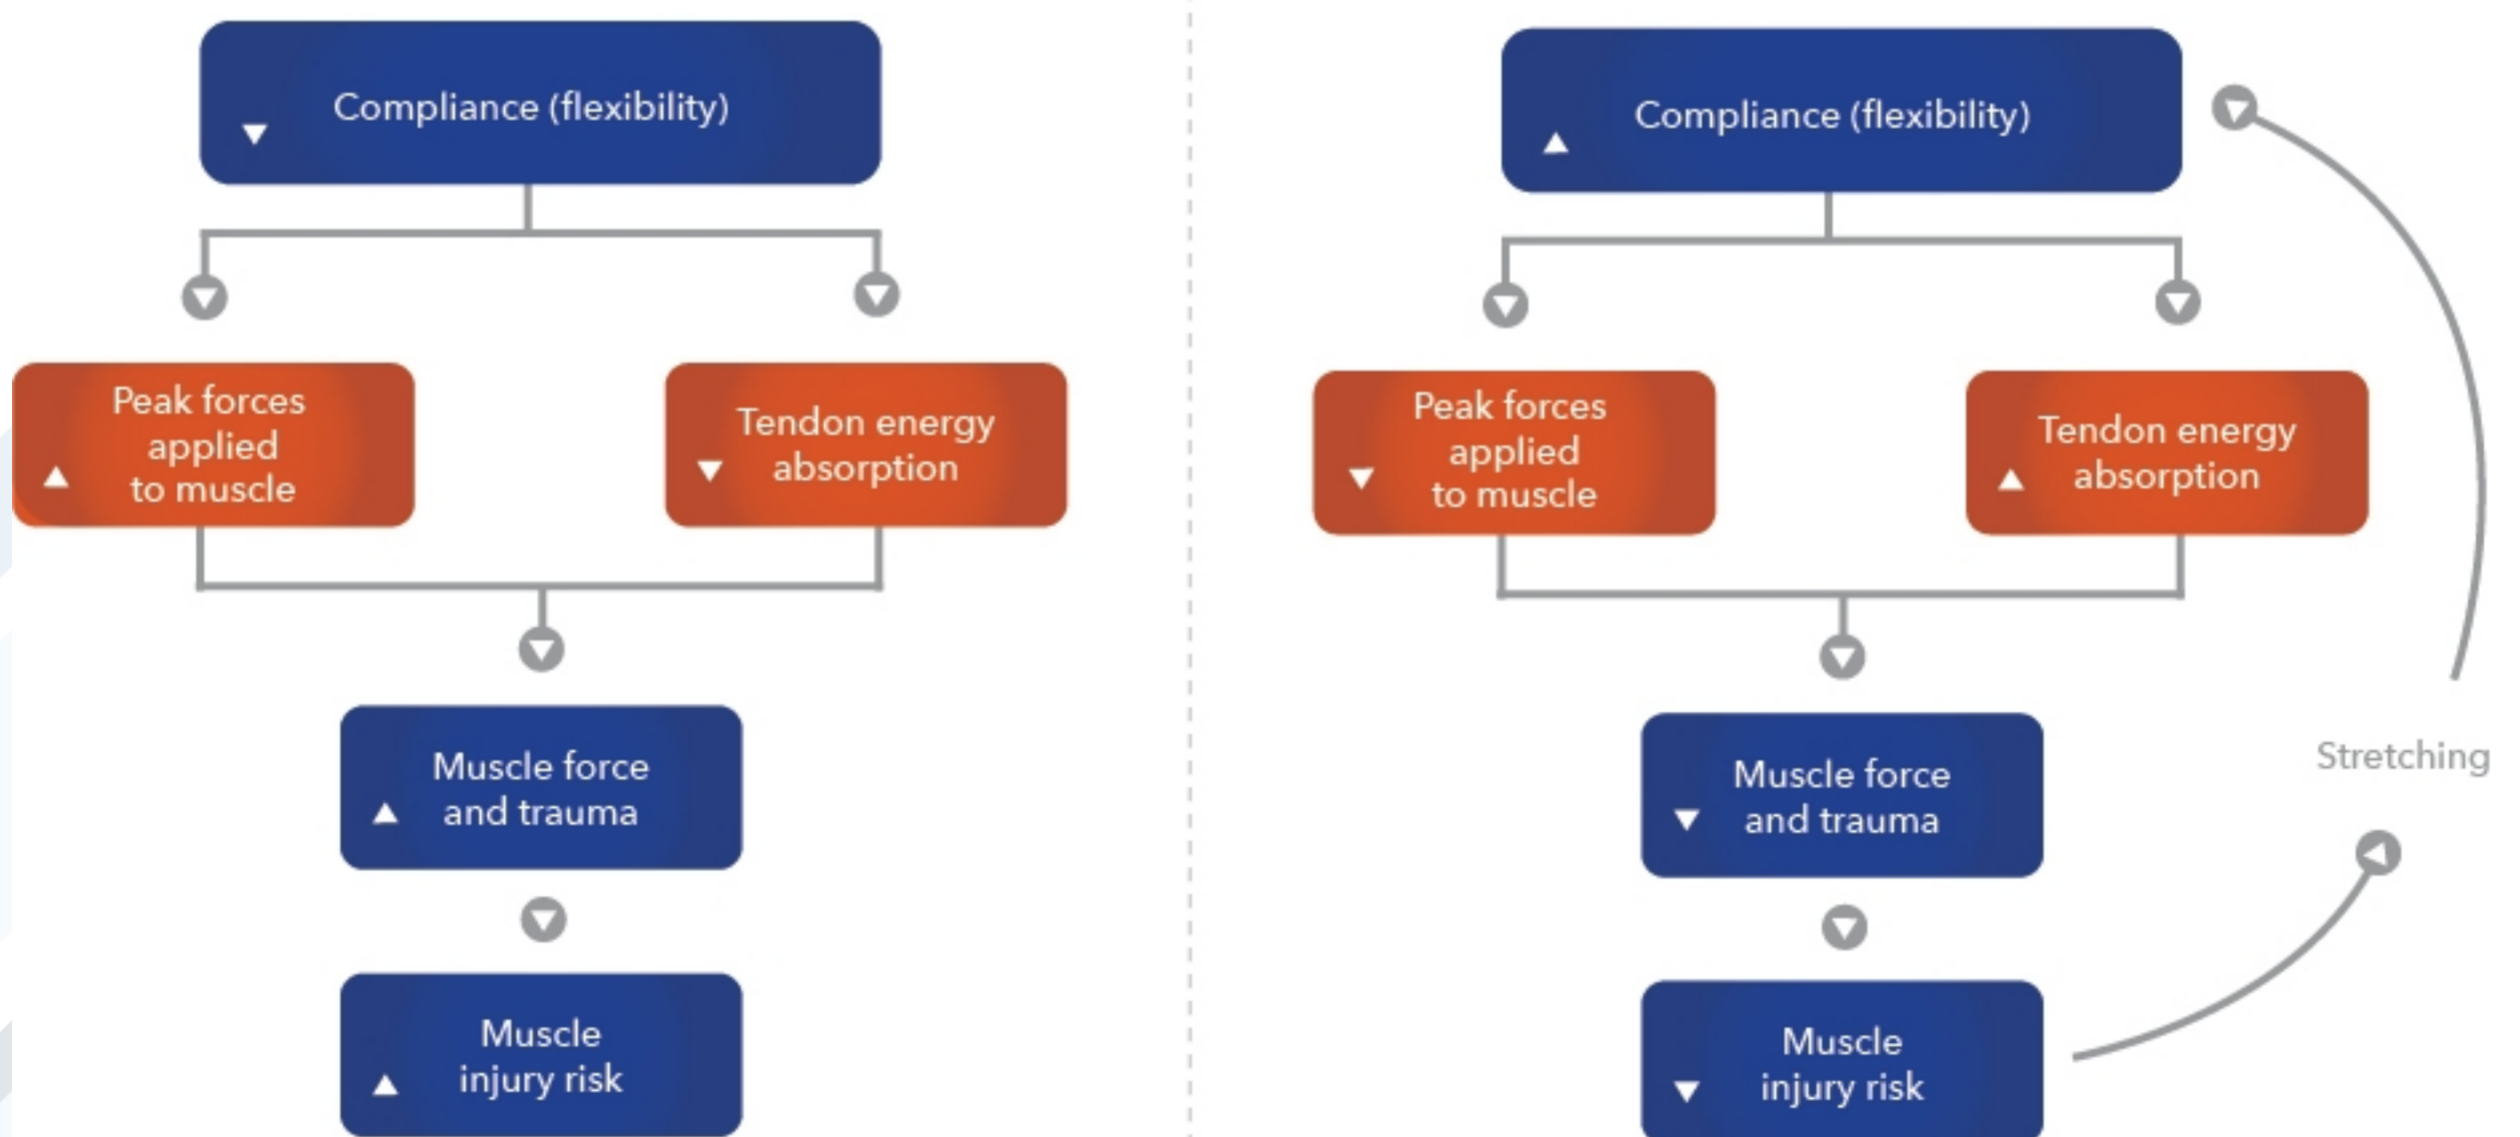 Compliance (flexibility)
Peak forces
applied
to muscle
Tendon energy
absorption
Muscle force
and trauma
Muscle
injury risk
Compliance (flexibility)
Peak forces
applied
to muscle
Tendon energy
absorption
Muscle force
and trauma
Muscle
injury risk
Stretching